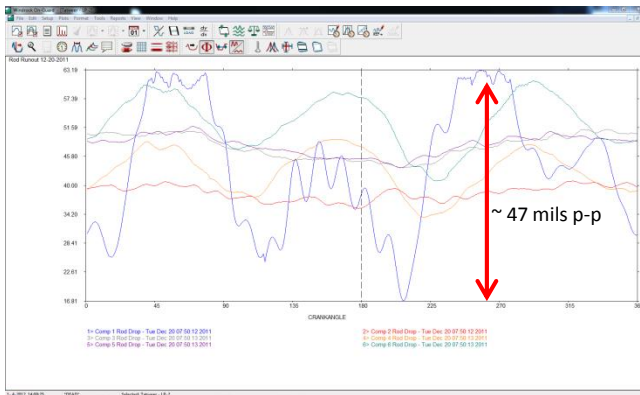 Windrock On-Guard
File Edit Setup Plots Format Tools Reports View Window Help
01
Rod Runout 12-20-2011
63.18
57.39
51.59
45.80
40.00
34.20
28.41
22.61
16.81
~ 47 mils p-p
0 45 90 135 180 225 270 315 36
CRANKANGLE
1> Comp 1 Rod Drop - Tue Dec 20 07:50:12 2011
2> Comp 2 Rod Drop - Tue Dec 20 07:50:12 2011
3> Comp 3 Rod Drop - Tue Dec 20 07:50:13 2011
4> Comp 4 Rod Drop - Tue Dec 20 07:50:13 2011
5> Comp 5 Rod Drop - Tue Dec 20 07:50:13 2011
6> Comp 6 Rod Drop - Tue Dec 20 07:50:13 2011